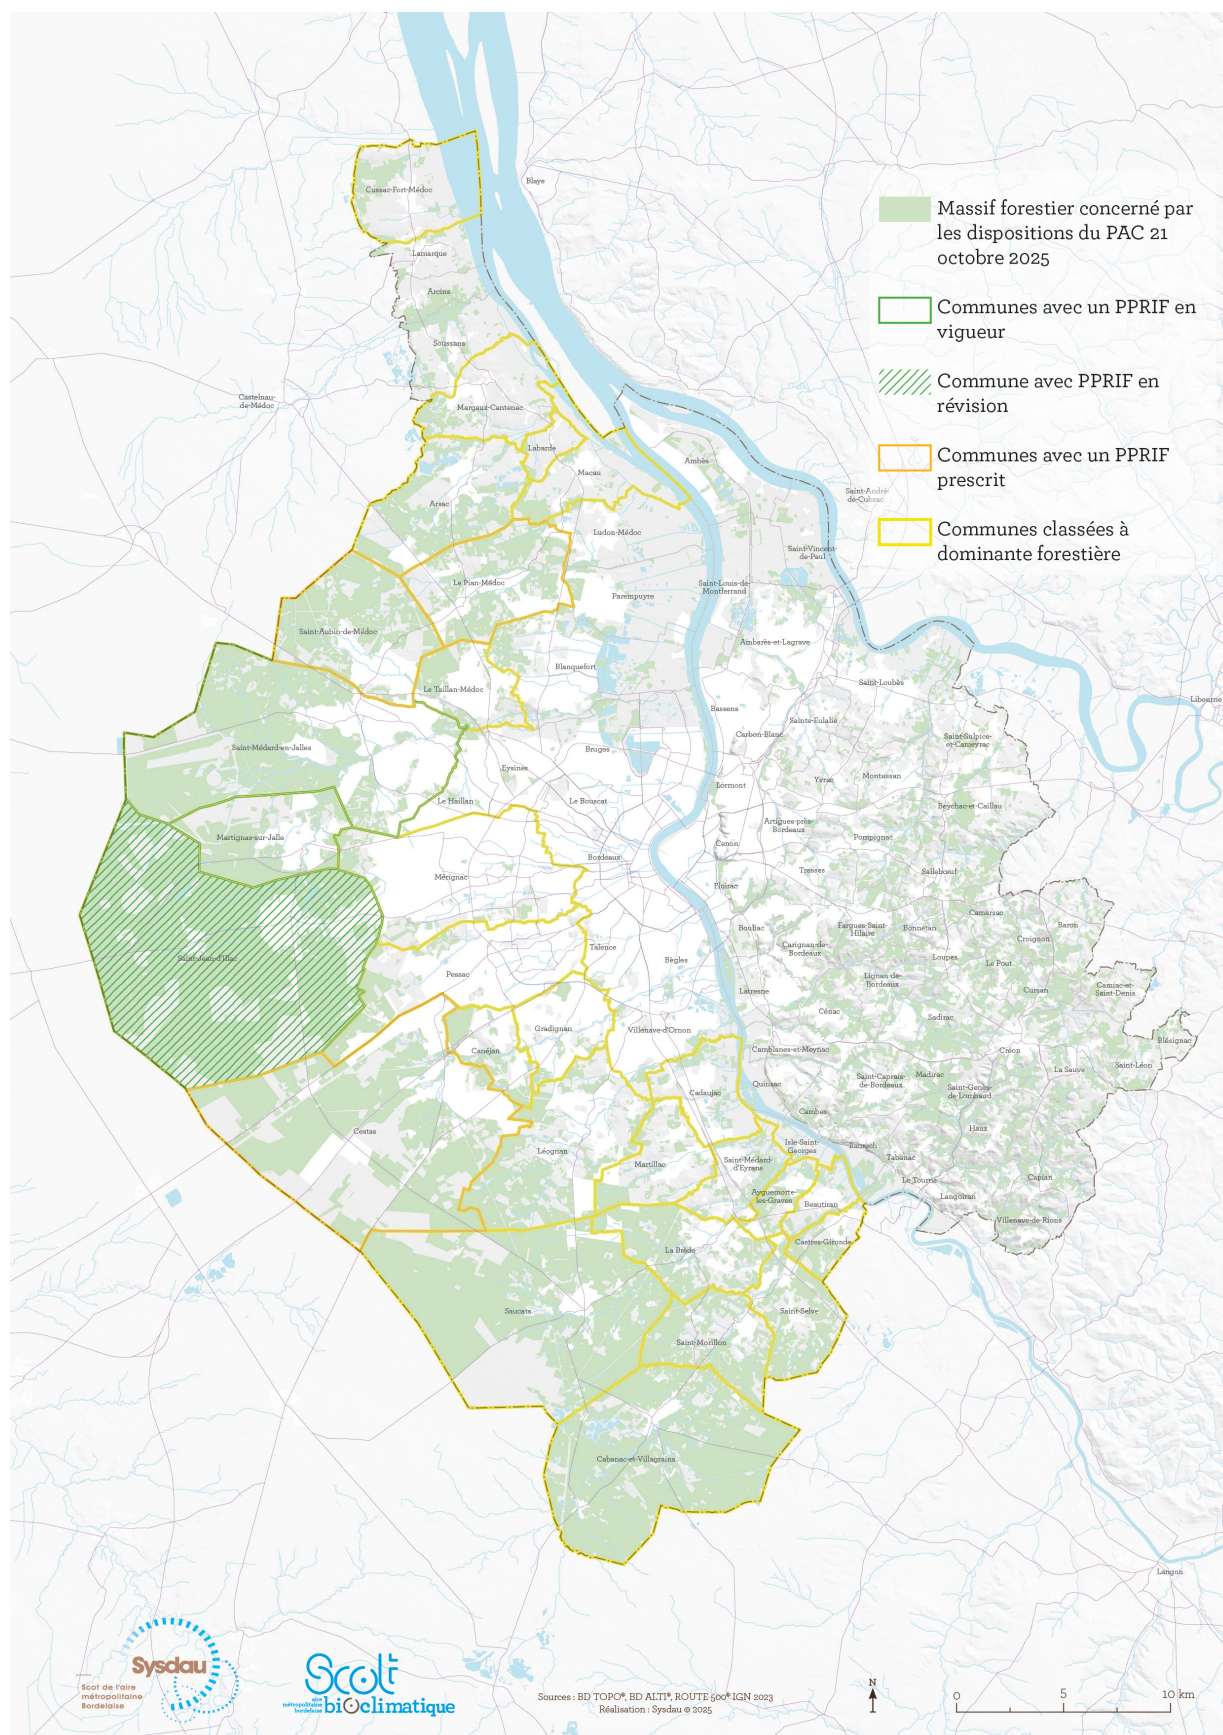 Cussac-Fort-Médoc
Blaye
Massif forestier concerné par
les dispositions du PAC 21
octobre 2025
Communes avec un PPRIF en
vigueur
Commune avec PPRIF en
révision
Communes avec un PPRIF
prescrit
Communes classées à
dominante forestière
Lamarque
Arcins
Soussans
Castelnau-
de-Médoc
Margaux-Cantenac
Labarde
Macau
Ambès
Saint-André-
de-Cubzac
Arsac
Ludon-Médoc
Saint-Vincent-
de-Paul
Le Pian-Médoc
Parempuyre
Saint-Louis-de-
Montferrand
Saint-Aubin-de-Médoc
Ambarès-et-Lagrave
Blanquefort
Le Taillan-Médoc
Saint-Loubès
Libourne
Bassens
Sainte-Eulalie
Carbon-Blanc
Saint-Sulpice-
et-Cameyrac
Saint-Médard-en-Jalles
Bruges
Eysines
Yvrac
Montussan
Lormont
Le Haillan
Le Bouscat
Beychac-et-Caillau
Artigues-près-
Bordeaux
Martignas-sur-Jalle
Pompignac
Cenon
Bordeaux
Mérignac
Tresses
Sallebœuf
Floirac
Camarsac
Baron
Bouliac
Fargues-Saint-
Hilaire
Bonnetan
Croignon
Talence
Carignan-de-
Bordeaux
Saint-Jean-d'Illac
Bègles
Loupes
Le Pout
Pessac
Lignan-de-
Bordeaux
Cursan
Camiac-et-
Saint-Denis
Latresne
Cénac
Sadirac
Gradignan
Villenave-d'Ornon
Blésignac
Canéjan
Camblanes-et-Meynac
Créon
La Sauve
Saint-Léon
Saint-Caprais-
de-Bordeaux
Madirac
Quinsac
Saint-Genès-
de-Lombaud
Cadaujac
Cambes
Haux
Cestas
Isle-Saint-
Georges
Baurech
Léognan
Tabanac
Martillac
Saint-Médard-
d'Eyrans
Le Tourne
Capian
Ayguemorte-
les-Graves
Langoiran
Beautiran
Villenave-de-Rions
Castres-Gironde
La Brède
Saucats
Saint-Selve
Saint-Morillon
Cabanac-et-Villagrains
Langon
Sysdau
Scot de l'aire
métropolitaine
Bordelaise
Scot
aire
métropolitaine
bordelaise
bioclimatique
Sources : BD TOPO®, BD ALTI®, ROUTE 500® IGN 2023
Réalisation : Sysdau © 2025
N
0 5 10 km